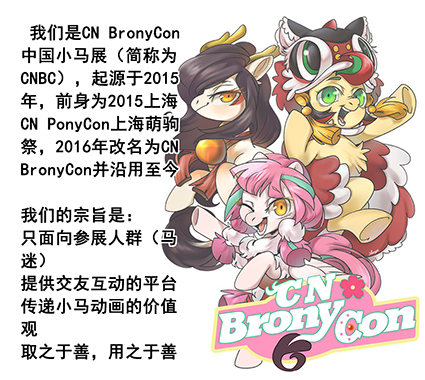 我们是CN BronyCon
中国小马展（简称为
CNBC），起源于2015
年，前身为2015上海
CN PonyCon上海萌驹
祭，2016年改名为CN
BronyCon并沿用至今
我们的宗旨是：
只面向参展人群（马
迷）
提供交友互动的平台
传递小马动画的价值
观
取之于善，用之于善
CN
BronyCon
6